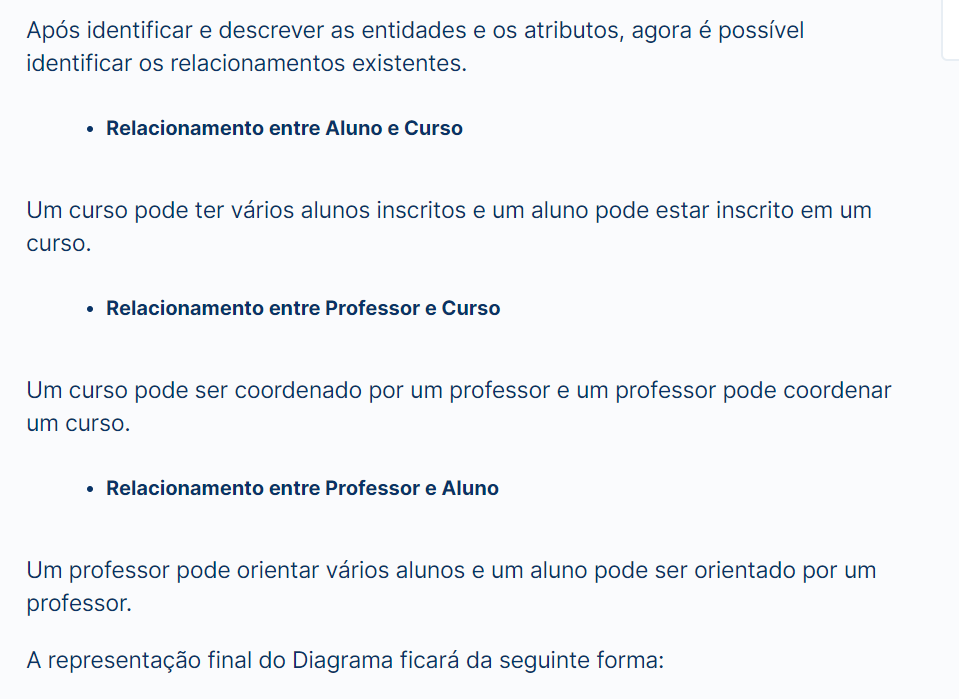 Após identificar e descrever as entidades e os atributos, agora é possível
identificar os relacionamentos existentes.
• Relacionamento entre Aluno e Curso
Um curso pode ter vários alunos inscritos e um aluno pode estar inscrito em um
curso.
• Relacionamento entre Professor e Curso
Um curso pode ser coordenado por um professor e um professor pode coordenar
um curso.
• Relacionamento entre Professor e Aluno
Um professor pode orientar vários alunos e um aluno pode ser orientado por um
professor.
A representação final do Diagrama ficará da seguinte forma: